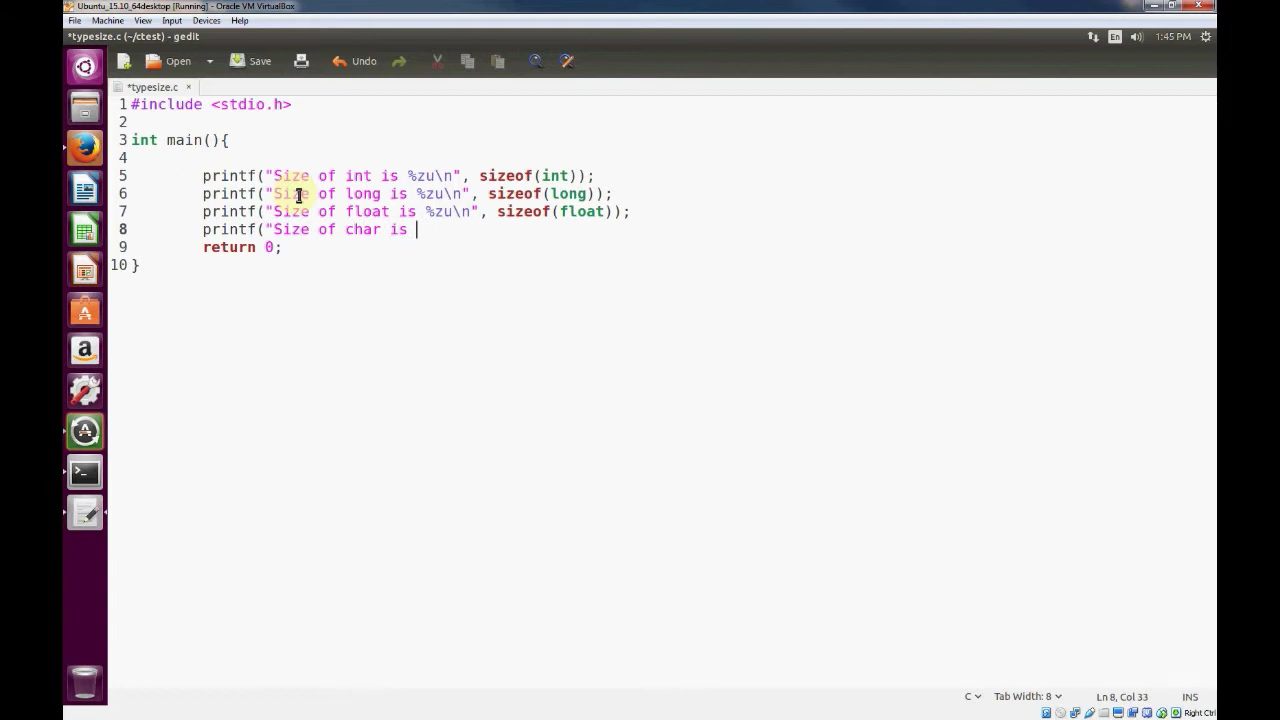 Ubuntu_15.10_64desktop [Running] - Oracle VM VirtualBox
File Machine View Input Devices Help
*typesize.c (~/ctest) - gedit En 1:45 PM
Open Save Undo
*typesize.c ×
1 #include <stdio.h>
2
3 int main(){
4
5 printf("Size of int is %zu\n", sizeof(int));
6 printf("Size of long is %zu\n", sizeof(long));
7 printf("Size of float is %zu\n", sizeof(float));
8 printf("Size of char is
9 return 0;
10 }
C Tab Width: 8 Ln 8, Col 33 INS
Right Ctrl